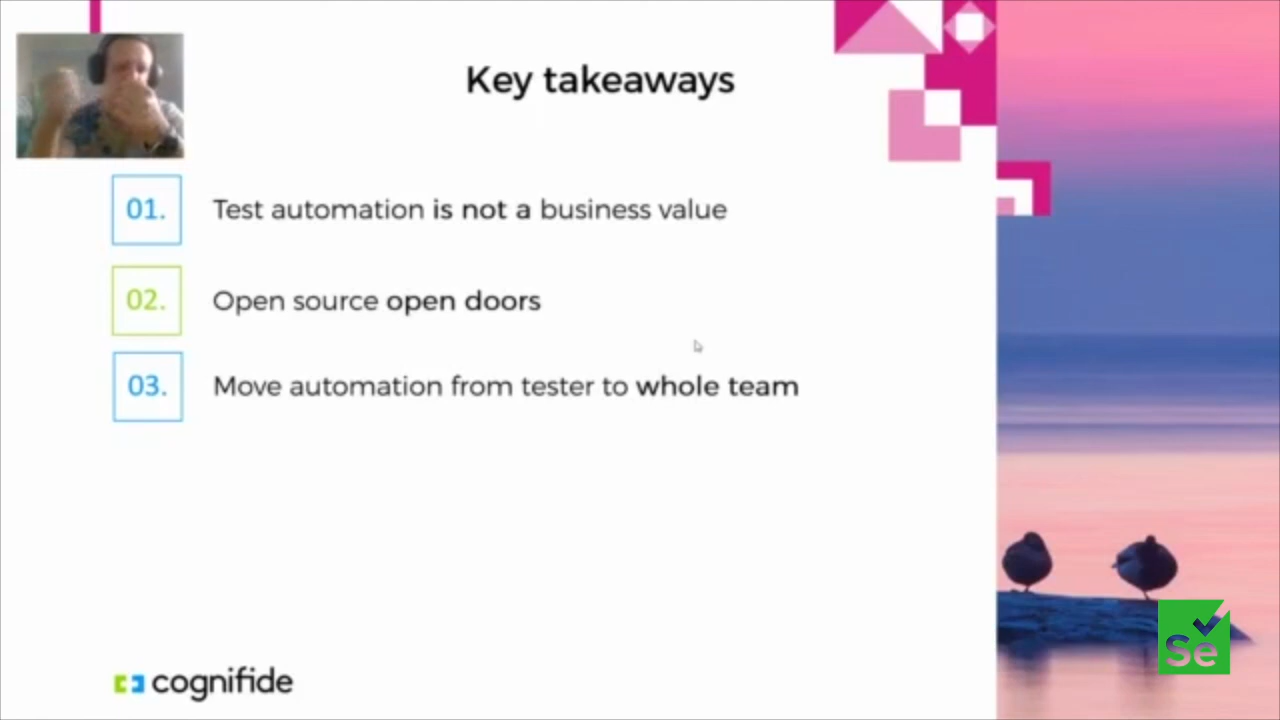 Key takeaways
01. Test automation is not a business value
02. Open source open doors
03. Move automation from tester to whole team
cognifide
Se